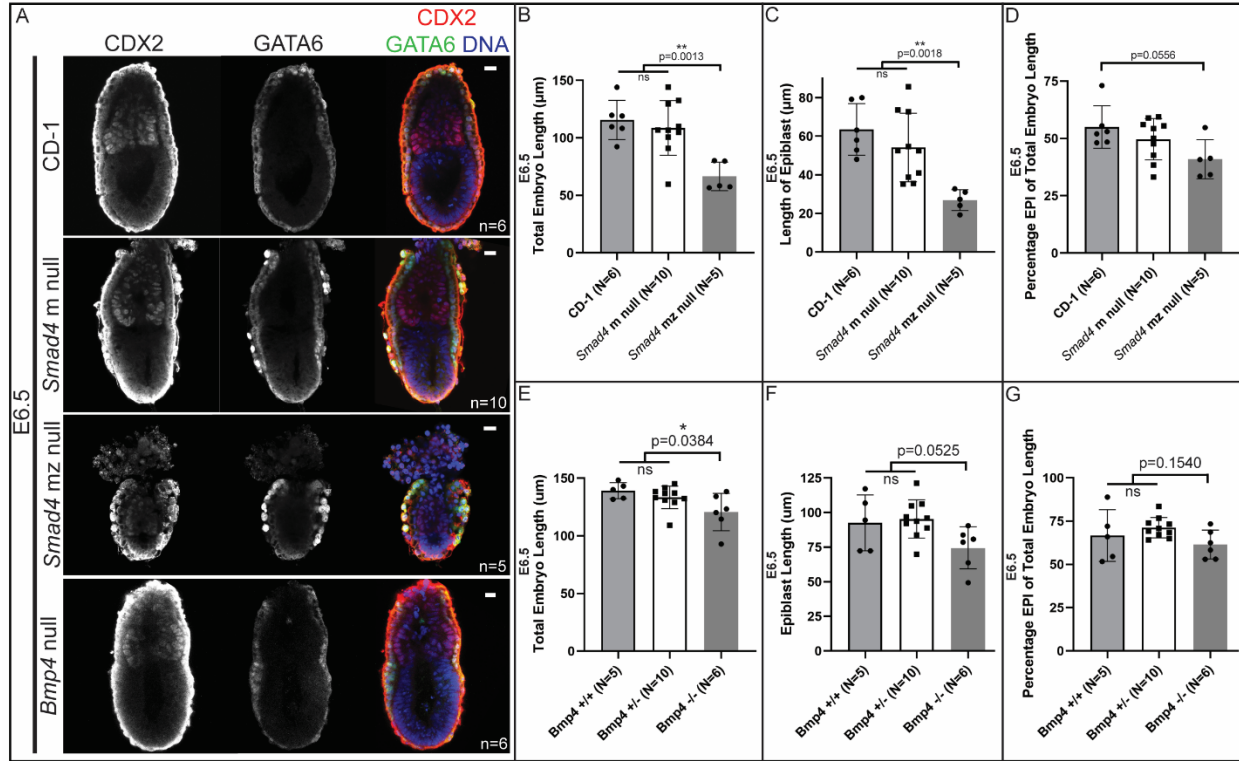 A
CDX2
GATA6
CDX2
GATA6 DNA
E6.5
CD-1
n=6
Smad4 m null
n=10
Smad4 mz null
n=5
Bmp4 null
n=6
B
E6.5
Total Embryo Length (µm)
**
p=0.0013
ns
150
100
50
0
CD-1 (N=6)
Smad4 m null (N=10)
Smad4 mz null (N=5)
C
E6.5
Length of Epiblast (µm)
**
p=0.0018
ns
80
60
40
20
0
CD-1 (N=6)
Smad4 m null (N=10)
Smad4 mz null (N=5)
D
E6.5
Percentage EPI of Total Embryo Length
p=0.0556
75
50
25
0
CD-1 (N=6)
Smad4 m null (N=10)
Smad4 mz null (N=5)
E
E6.5
Total Embryo Length (um)
*
p=0.0384
ns
150
100
50
0
Bmp4 +/+ (N=5)
Bmp4 +/- (N=10)
Bmp4 -/- (N=6)
F
E6.5
Epiblast Length (um)
p=0.0525
ns
125
100
75
50
25
0
Bmp4 +/+ (N=5)
Bmp4 +/- (N=10)
Bmp4 -/- (N=6)
G
E6.5
Percentage EPI of Total Embryo Length
p=0.1540
ns
100
75
50
25
0
Bmp4 +/+ (N=5)
Bmp4 +/- (N=10)
Bmp4 -/- (N=6)